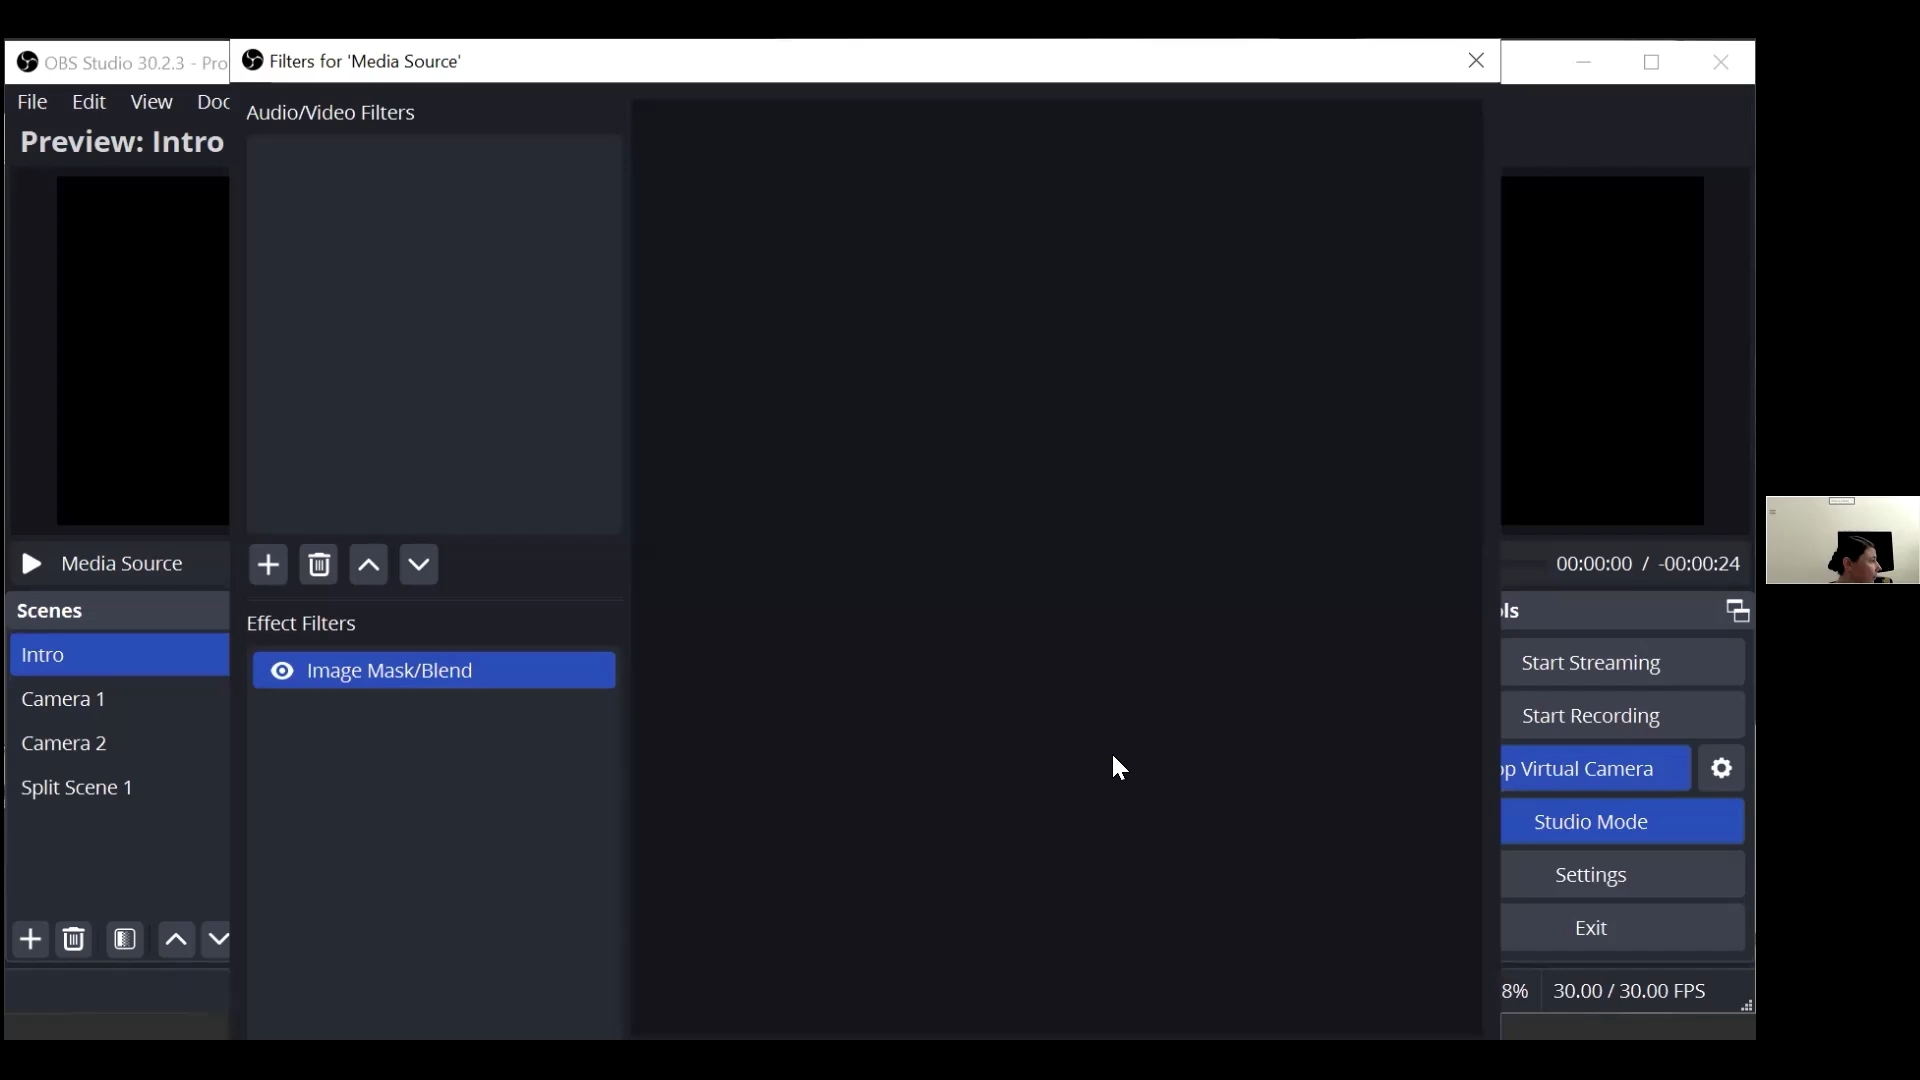 OBS Studio 30.2.3 - Pro
Filters for 'Media Source'
File Edit View Doc
Audio/Video Filters
Preview: Intro
Media Source
00:00:00 / -00:00:24
Scenes
ols
Effect Filters
Intro
Image Mask/Blend
Start Streaming
Camera 1
Start Recording
Camera 2
op Virtual Camera
Split Scene 1
Studio Mode
Settings
Exit
8%
30.00 / 30.00 FPS